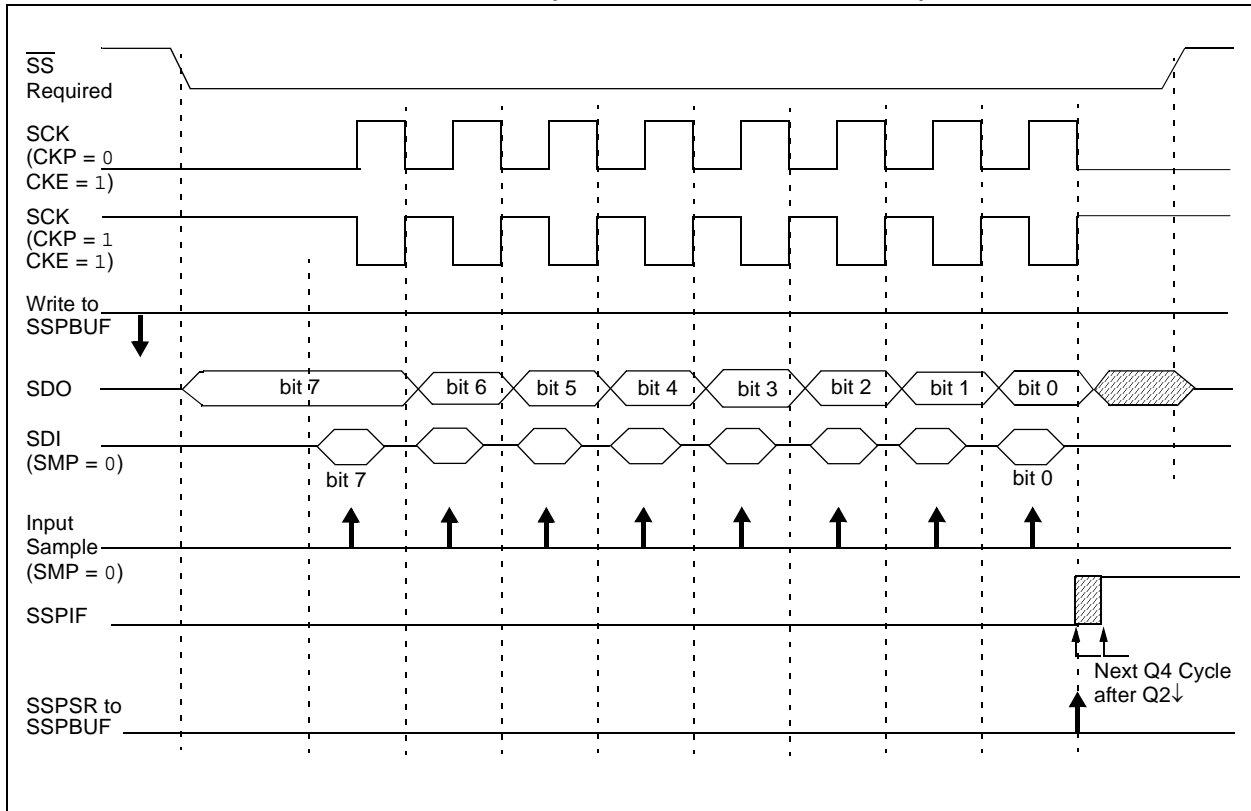 SS
Required
SCK
(CKP = 0
CKE = 1)
SCK
(CKP = 1
CKE = 1)
Write to
SSPBUF
SDO
bit 7 bit 6 bit 5 bit 4 bit 3 bit 2 bit 1 bit 0
SDI
(SMP = 0)
bit 7 bit 0
Input
Sample
(SMP = 0)
SSPIF
Next Q4 Cycle
after Q2↓
SSPSR to
SSPBUF